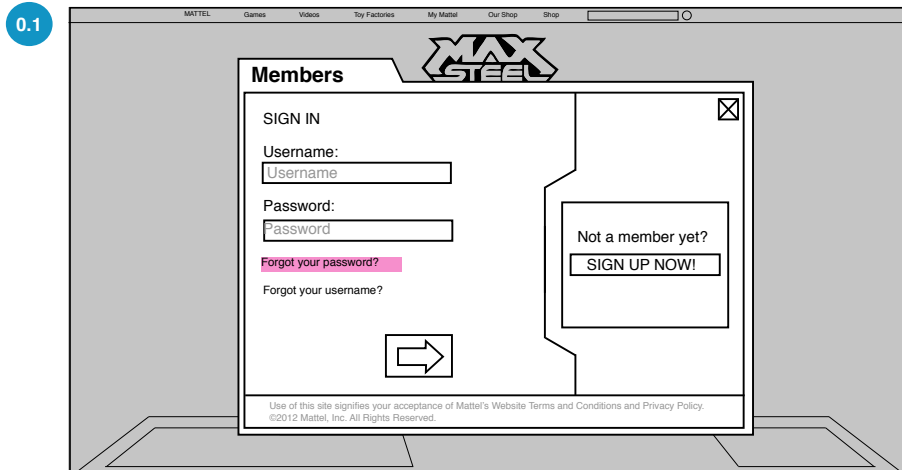 0.1
MATTEL Games Videos Toy Factories My Mattel Our Shop Shop
MAX
STEEL
Members
SIGN IN
Username:
Username
Password:
Password
Forgot your password?
Forgot your username?
Not a member yet?
SIGN UP NOW!
Use of this site signifies your acceptance of Mattel's Website Terms and Conditions and Privacy Policy.
©2012 Mattel, Inc. All Rights Reserved.